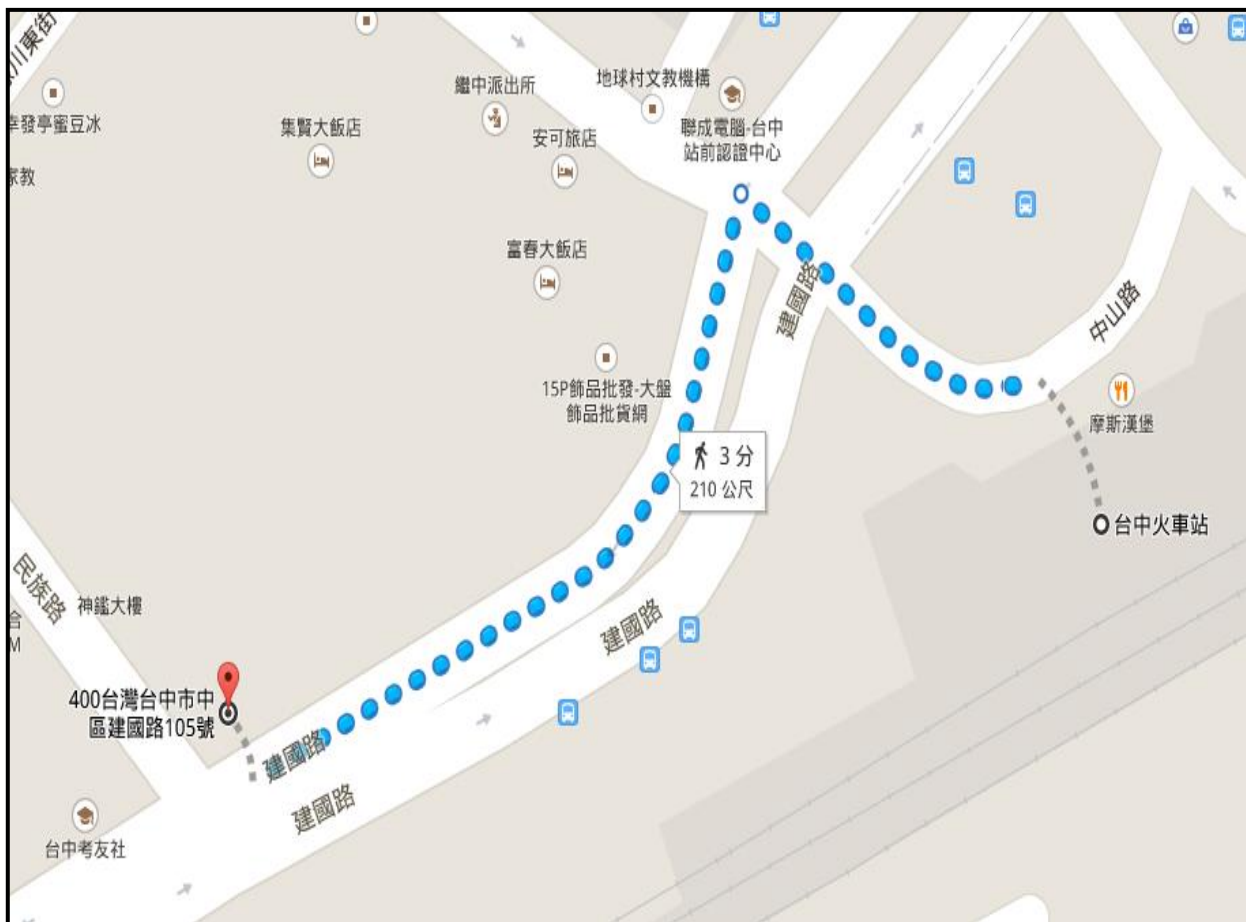 川東街
繼中派出所
地球村文教機構
幸發亭蜜豆冰
集賢大飯店
安可旅店
聯成電腦-台中
站前認證中心
家教
富春大飯店
建國路
中山路
15P飾品批發-大盤
飾品批貨網
摩斯漢堡
3 分
210 公尺
台中火車站
民族路
神鑑大樓
合
M
建國路
400台灣台中市中
區建國路105號
建國路
建國路
台中考友社